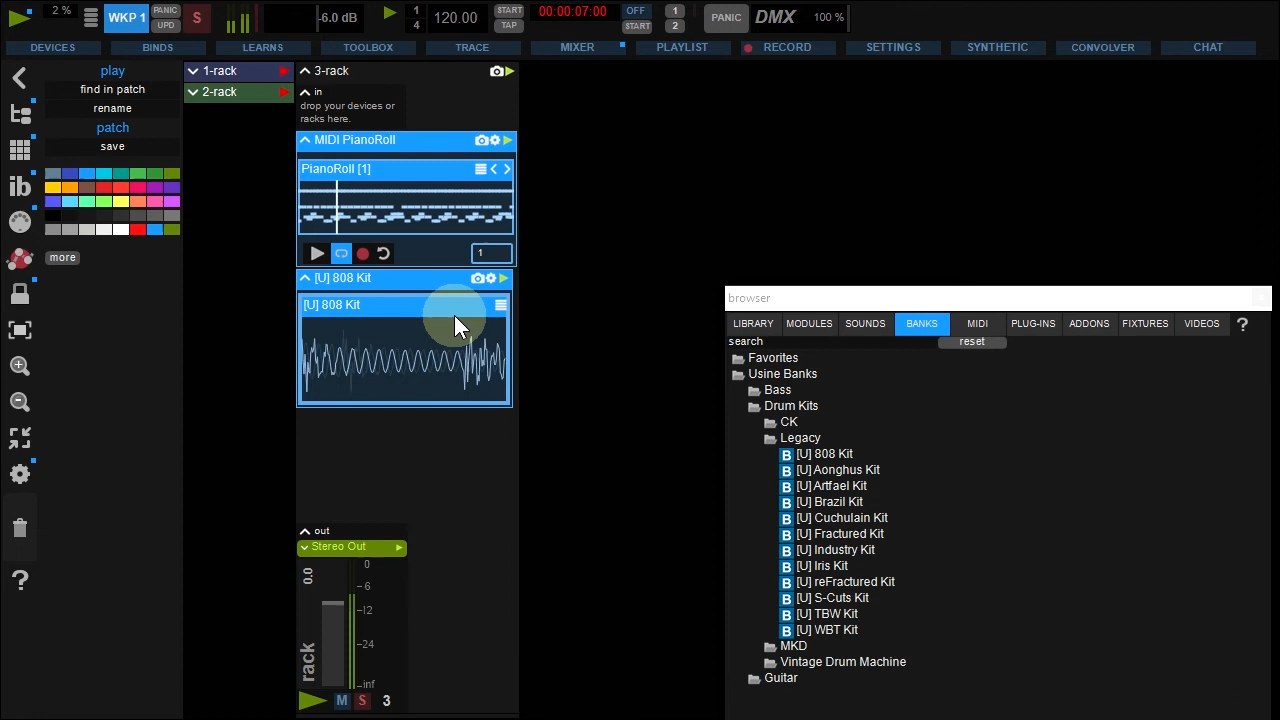 2 %
WKP 1
PANIC
UPD
S
-6.0 dB
1
4
120.00
START
TAP
00:00:07:00
OFF
START
1
2
PANIC
DMX
100 %
DEVICES
BINDS
LEARNS
TOOLBOX
TRACE
MIXER
PLAYLIST
RECORD
SETTINGS
SYNTHETIC
CONVOLVER
CHAT
play
find in patch
rename
patch
save
more
ib
?
1-rack
2-rack
3-rack
in
drop your devices or
racks here.
MIDI PianoRoll
PianoRoll [1]
1
[U] 808 Kit
[U] 808 Kit
out
Stereo Out
0.0
0
-6
-12
-24
-inf
rack
M
S
3
browser
LIBRARY
MODULES
SOUNDS
BANKS
MIDI
PLUG-INS
ADDONS
FIXTURES
VIDEOS
?
search
reset
Favorites
Usine Banks
Bass
Drum Kits
CK
Legacy
B [U] 808 Kit
B [U] Aonghus Kit
B [U] Artfael Kit
B [U] Brazil Kit
B [U] Cuchulain Kit
B [U] Fractured Kit
B [U] Industry Kit
B [U] Iris Kit
B [U] reFractured Kit
B [U] S-Cuts Kit
B [U] TBW Kit
B [U] WBT Kit
MKD
Vintage Drum Machine
Guitar